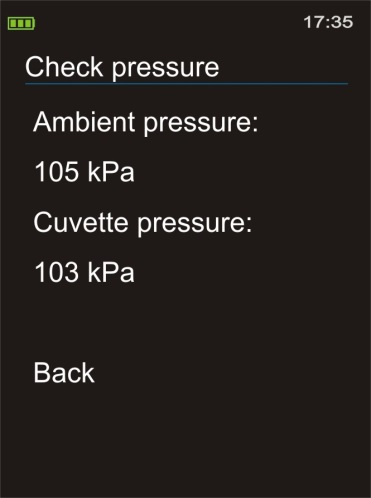 17:35
Check pressure
Ambient pressure:
105 kPa
Cuvette pressure:
103 kPa
Back